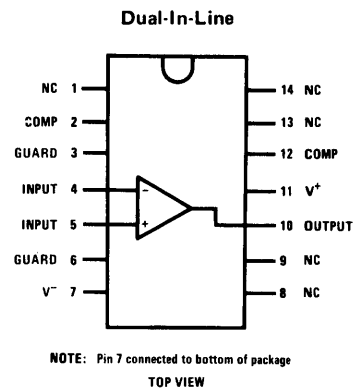 Dual-In-Line
NC 1
COMP 2
GUARD 3
INPUT 4
INPUT 5
GUARD 6
V− 7
14 NC
13 NC
12 COMP
11 V+
10 OUTPUT
9 NC
8 NC
−
+
NOTE: Pin 7 connected to bottom of package
TOP VIEW